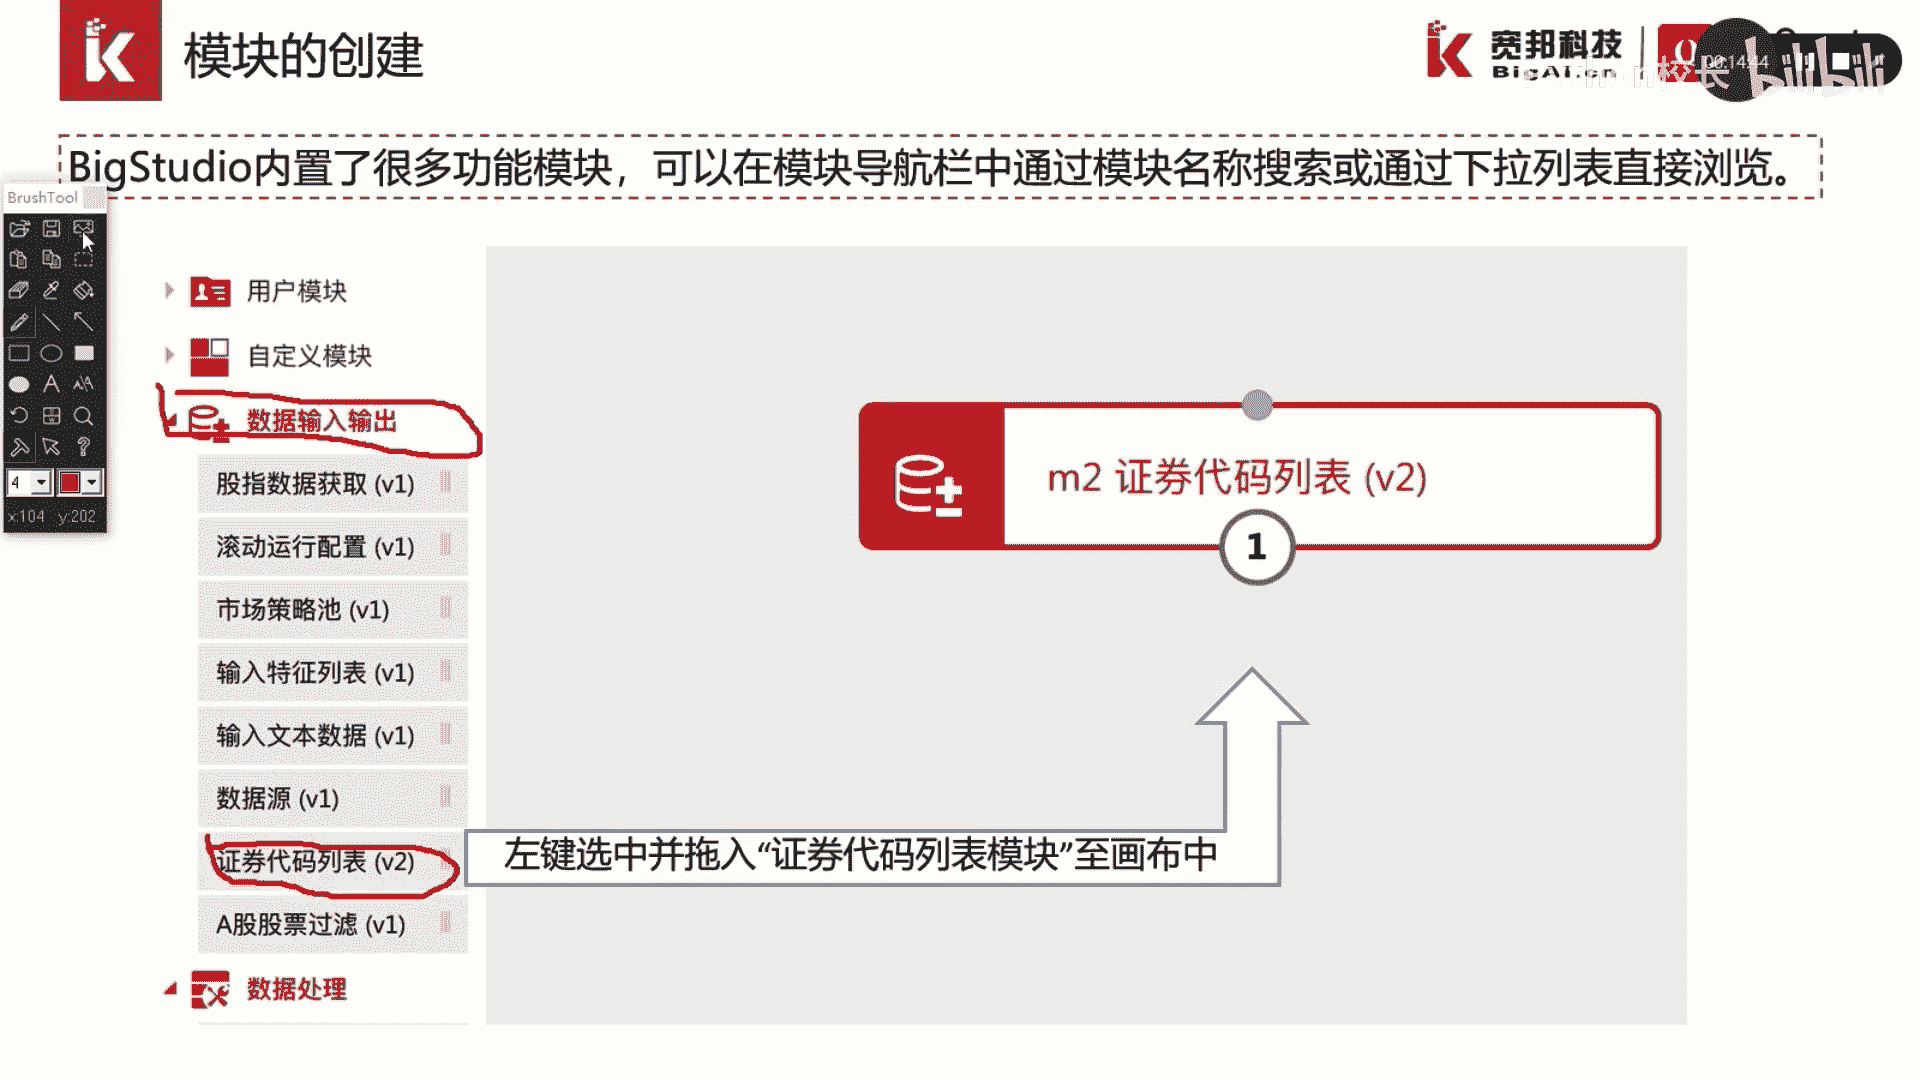 模块的创建
宽邦科技
BigAI.cn
00:14:44
校长
bilibili
BigStudio内置了很多功能模块，可以在模块导航栏中通过模块名称搜索或通过下拉列表直接浏览。
BrushTool
4
x:104 y:202
用户模块
自定义模块
数据输入输出
股指数据获取 (v1)
滚动运行配置 (v1)
市场策略池 (v1)
输入特征列表 (v1)
输入文本数据 (v1)
数据源 (v1)
证券代码列表 (v2)
A股股票过滤 (v1)
数据处理
m2 证券代码列表 (v2)
1
左键选中并拖入“证券代码列表模块”至画布中